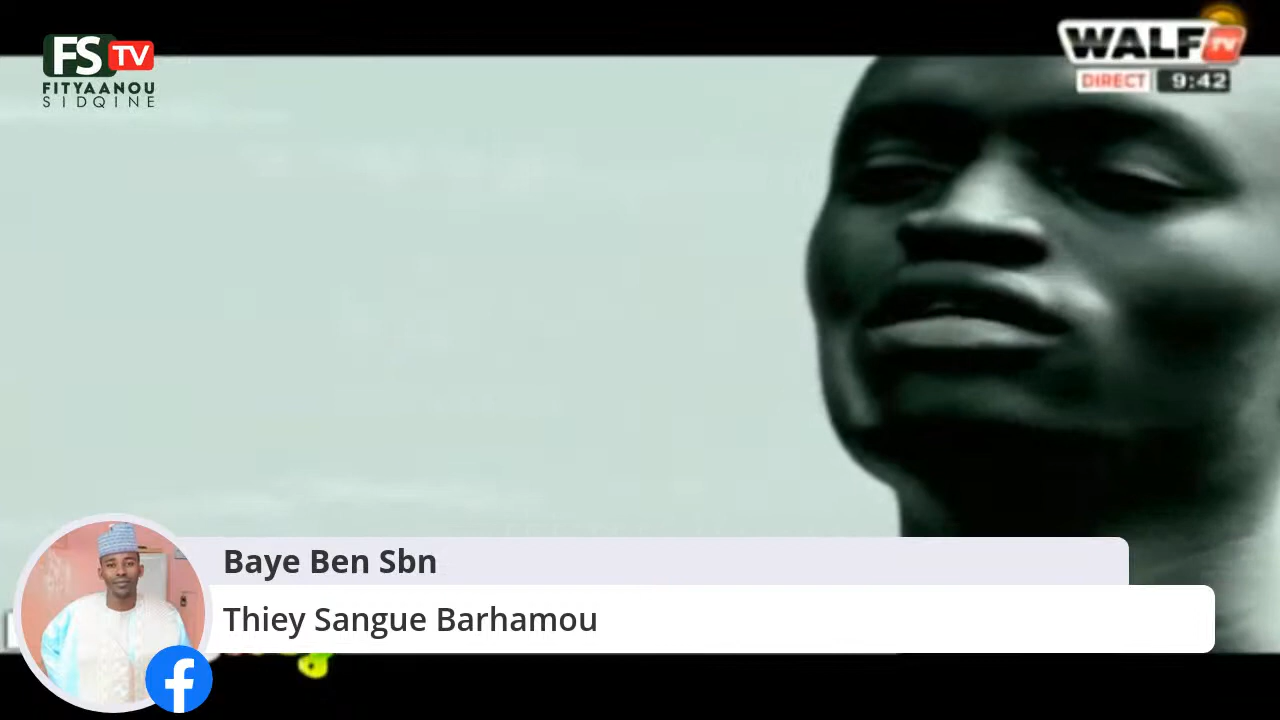 FS TV
FITYAANOU
SIDQINE
WALF TV
DIRECT 9:42
Baye Ben Sbn
Thiey Sangue Barhamou